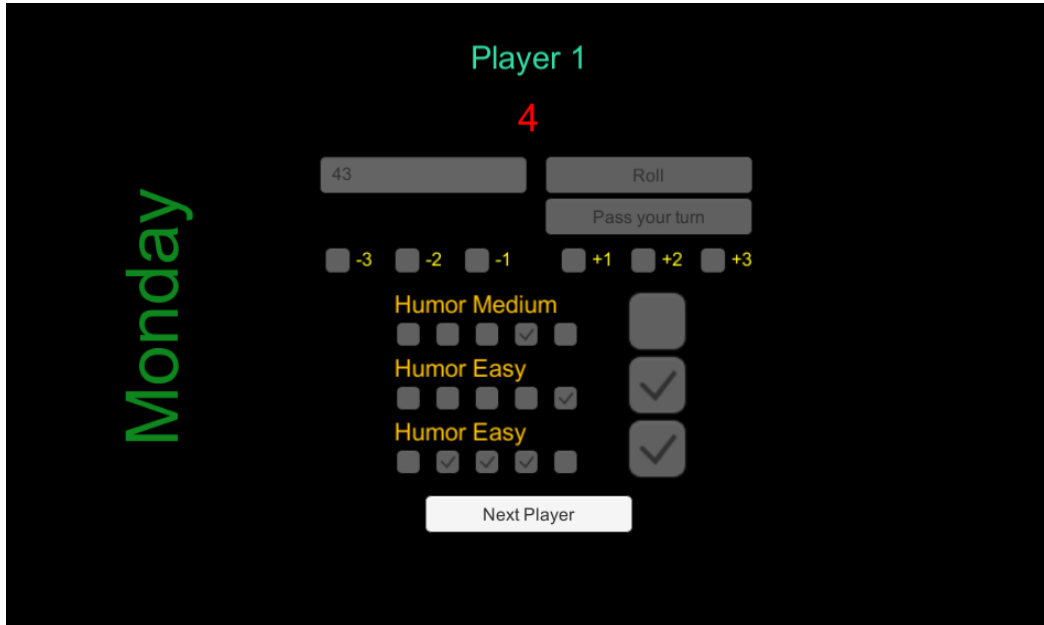 Player 1
4
Monday
43
Roll
Pass your turn
-3 -2 -1 +1 +2 +3
Humor Medium
Humor Easy
Humor Easy
Next Player